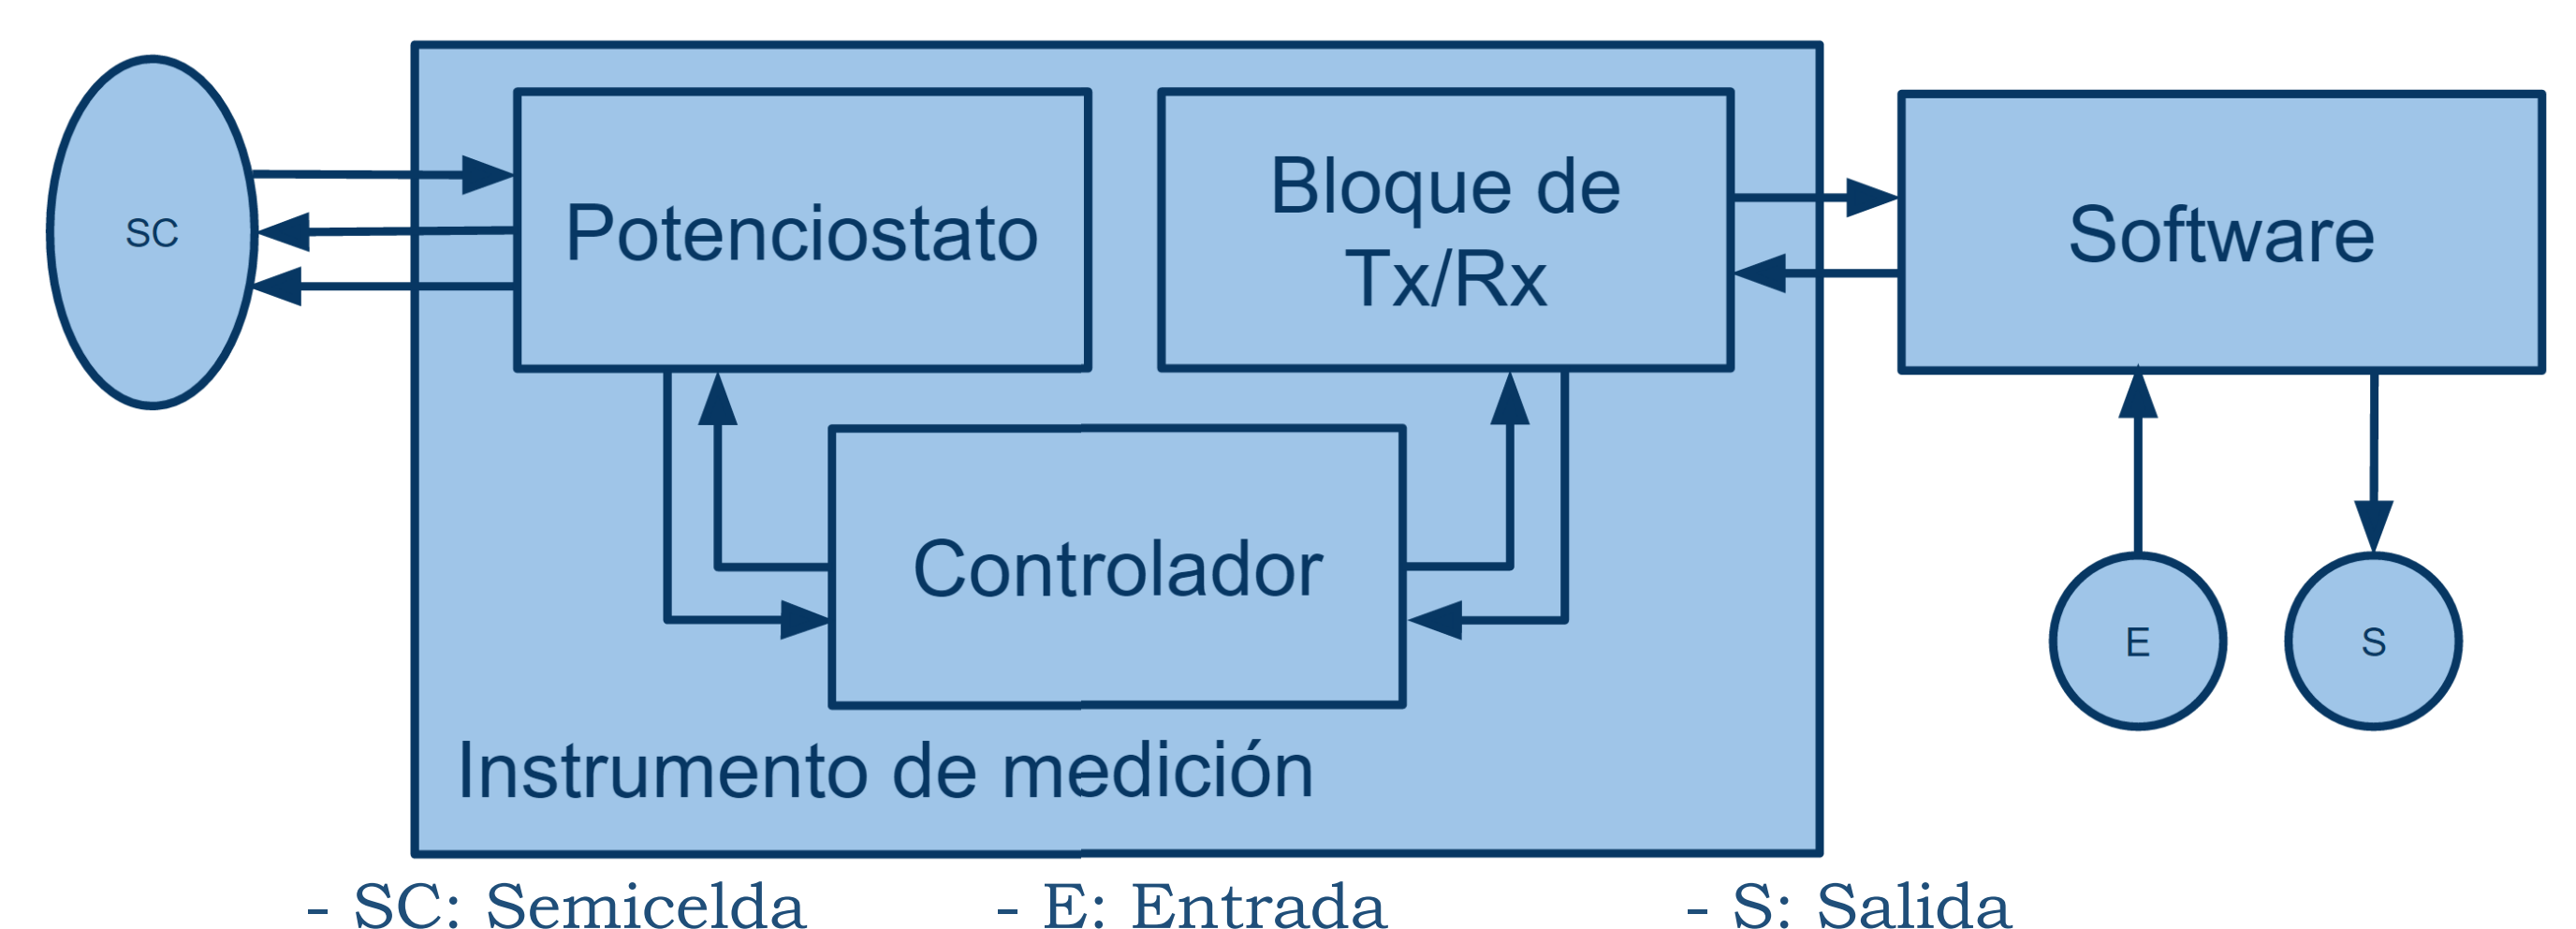 SC
Potenciostato
Bloque de
Tx/Rx
Software
Controlador
E
S
Instrumento de medición
- SC: Semicelda - E: Entrada - S: Salida